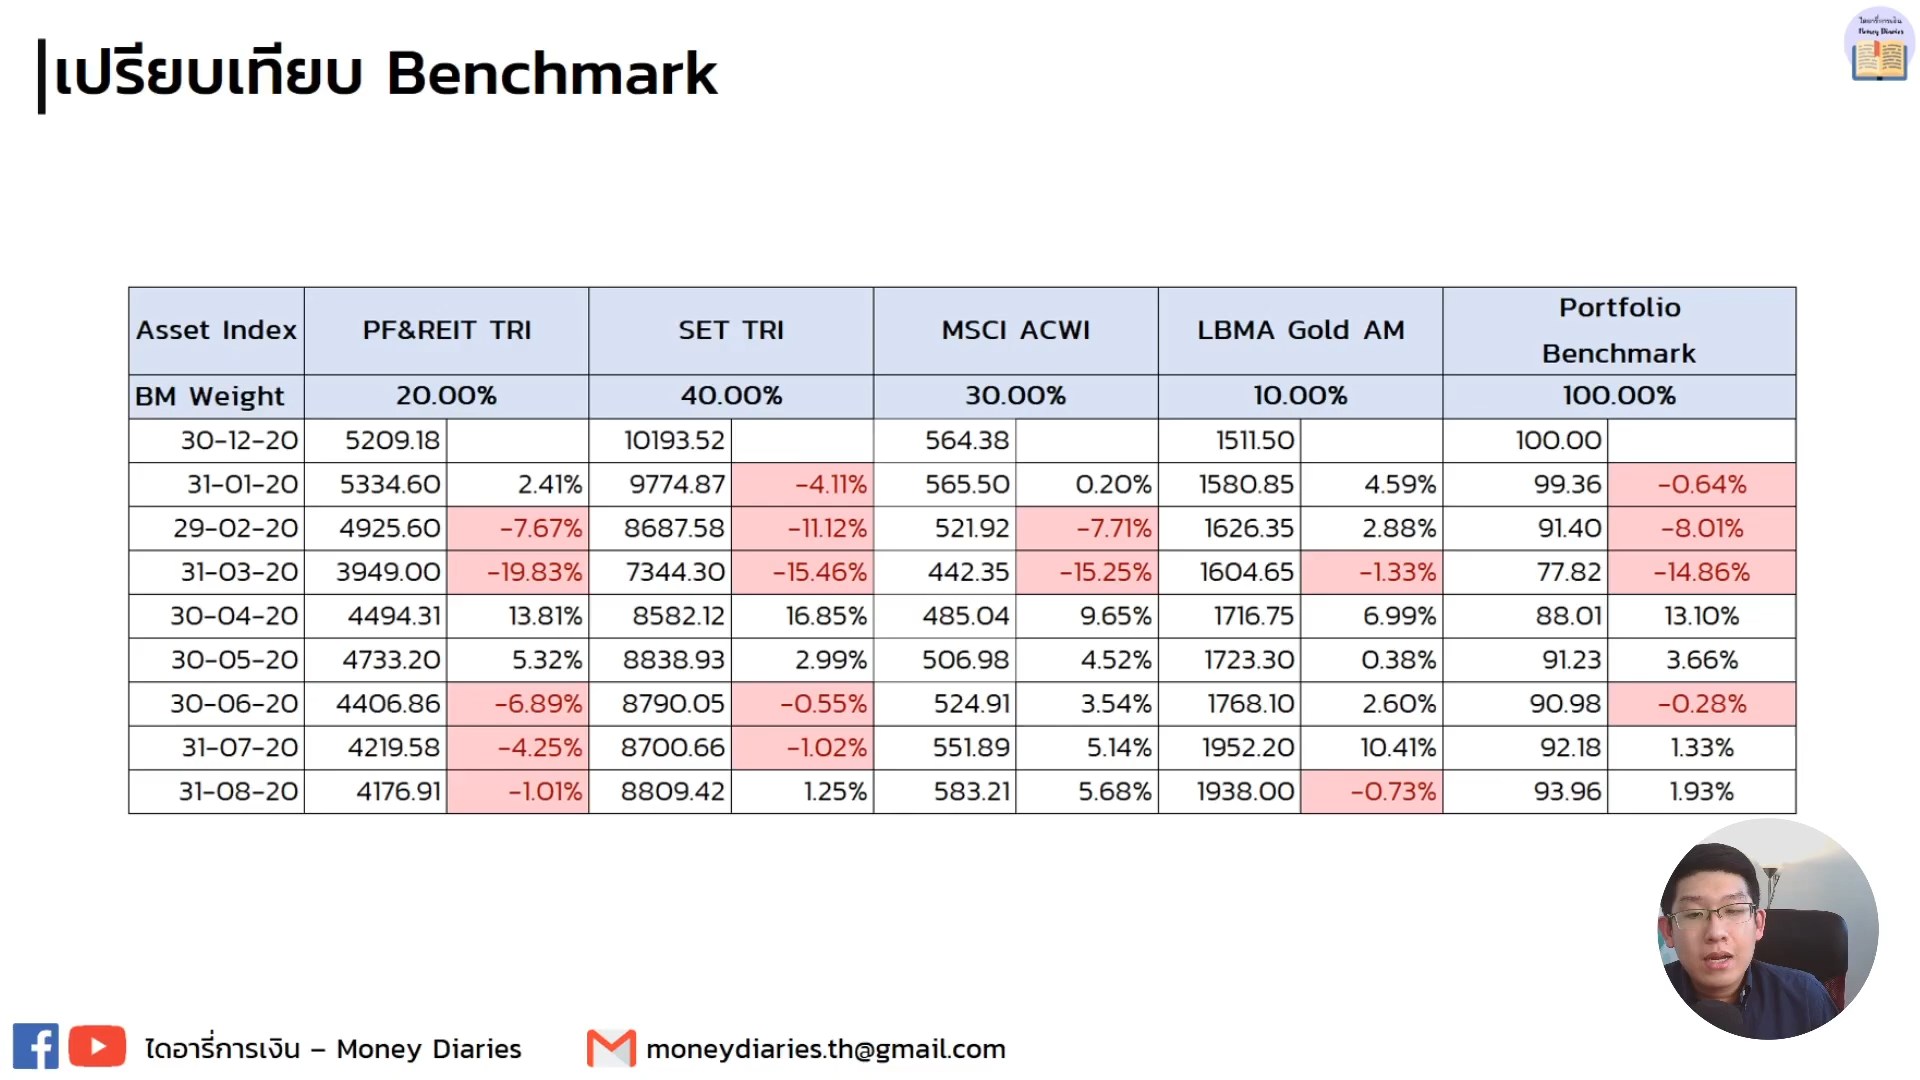 เปรียบเทียบ Benchmark
ไดอารี่การเงิน
Money Diaries
Asset Index PF&REIT TRI SET TRI MSCI ACWI LBMA Gold AM Portfolio Benchmark
BM Weight 20.00% 40.00% 30.00% 10.00% 100.00%
30-12-20 5209.18 10193.52 564.38 1511.50 100.00
31-01-20 5334.60 2.41% 9774.87 -4.11% 565.50 0.20% 1580.85 4.59% 99.36 -0.64%
29-02-20 4925.60 -7.67% 8687.58 -11.12% 521.92 -7.71% 1626.35 2.88% 91.40 -8.01%
31-03-20 3949.00 -19.83% 7344.30 -15.46% 442.35 -15.25% 1604.65 -1.33% 77.82 -14.86%
30-04-20 4494.31 13.81% 8582.12 16.85% 485.04 9.65% 1716.75 6.99% 88.01 13.10%
30-05-20 4733.20 5.32% 8838.93 2.99% 506.98 4.52% 1723.30 0.38% 91.23 3.66%
30-06-20 4406.86 -6.89% 8790.05 -0.55% 524.91 3.54% 1768.10 2.60% 90.98 -0.28%
31-07-20 4219.58 -4.25% 8700.66 -1.02% 551.89 5.14% 1952.20 10.41% 92.18 1.33%
31-08-20 4176.91 -1.01% 8809.42 1.25% 583.21 5.68% 1938.00 -0.73% 93.96 1.93%
ไดอารี่การเงิน – Money Diaries moneydiaries.th@gmail.com